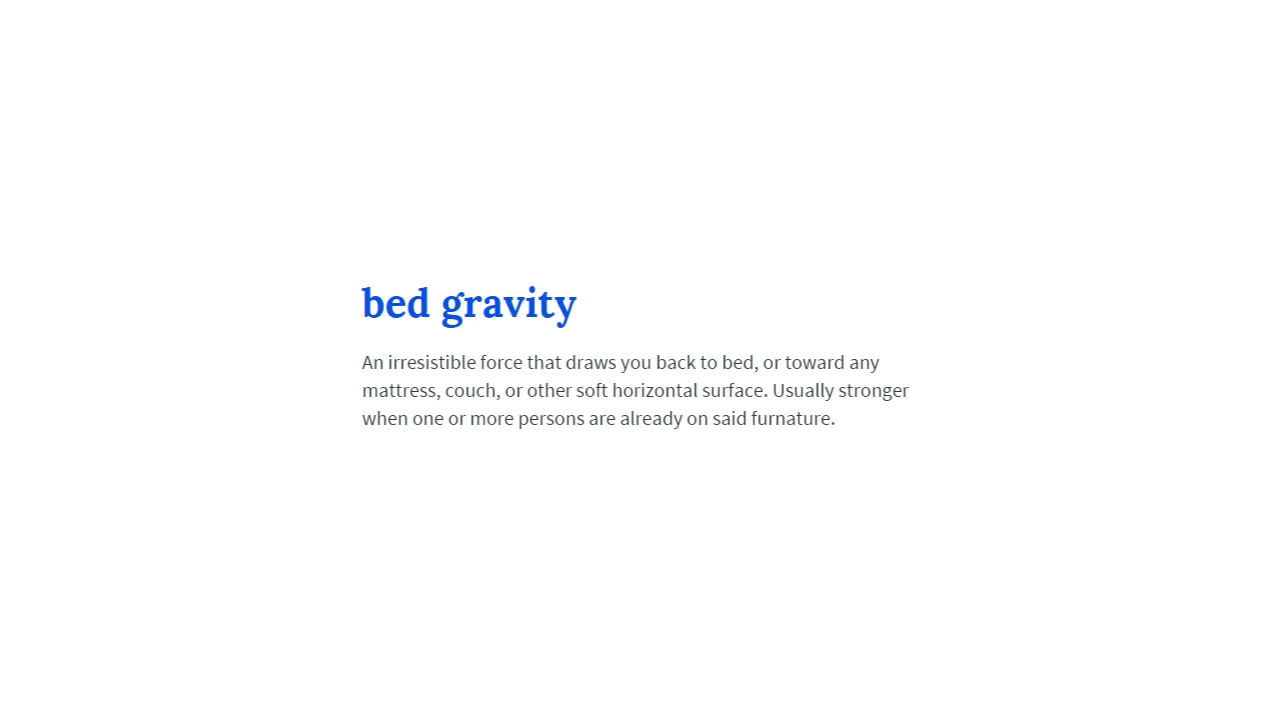 bed gravity
An irresistible force that draws you back to bed, or toward any
mattress, couch, or other soft horizontal surface. Usually stronger
when one or more persons are already on said furnature.